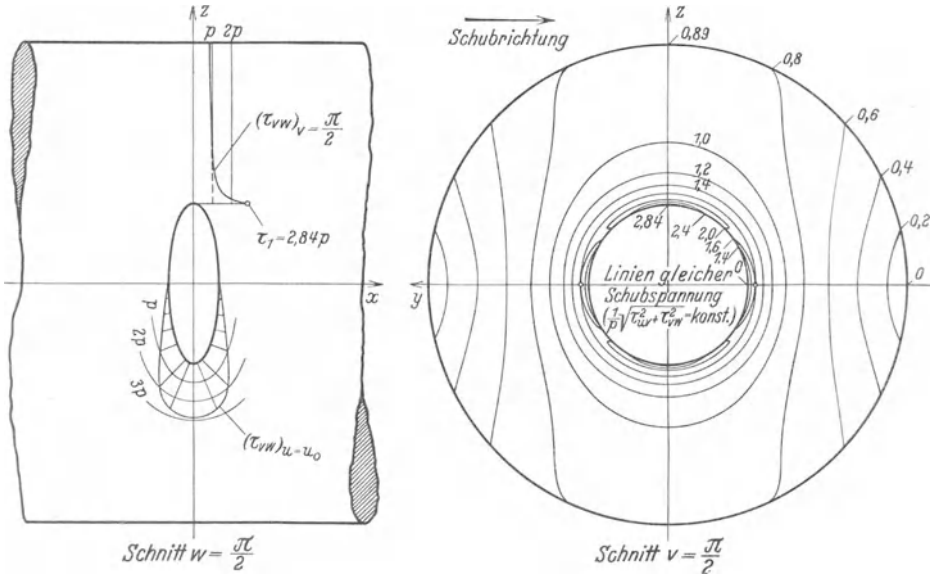 z
p 2p
(τvw)v = π/2
τ1 = 2,84p
x
p
2p
3p
(τvw)u = u0
Schnitt w = π/2
Schubrichtung
z
0,89
0,8
0,6
0,4
0,2
0
1,0
1,2
1,4
2,84
2,4
2,0
1,6
1,4
0
Linien gleicher
Schubspannung
(1/p √τ²uv + τ²vw = konst.)
y
Schnitt v = π/2